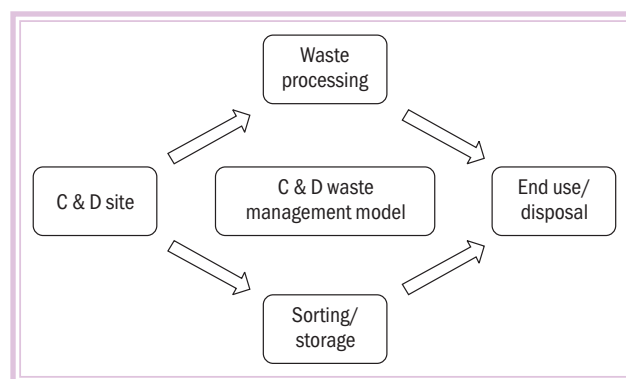 Waste
processing
C & D site
C & D waste
management model
End use/
disposal
Sorting/
storage